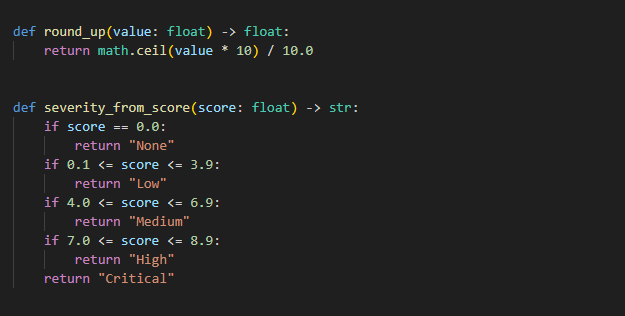 def round_up(value: float) -> float:
    return math.ceil(value * 10) / 10.0
def severity_from_score(score: float) -> str:
    if score == 0.0:
        return "None"
    if 0.1 <= score <= 3.9:
        return "Low"
    if 4.0 <= score <= 6.9:
        return "Medium"
    if 7.0 <= score <= 8.9:
        return "High"
    return "Critical"